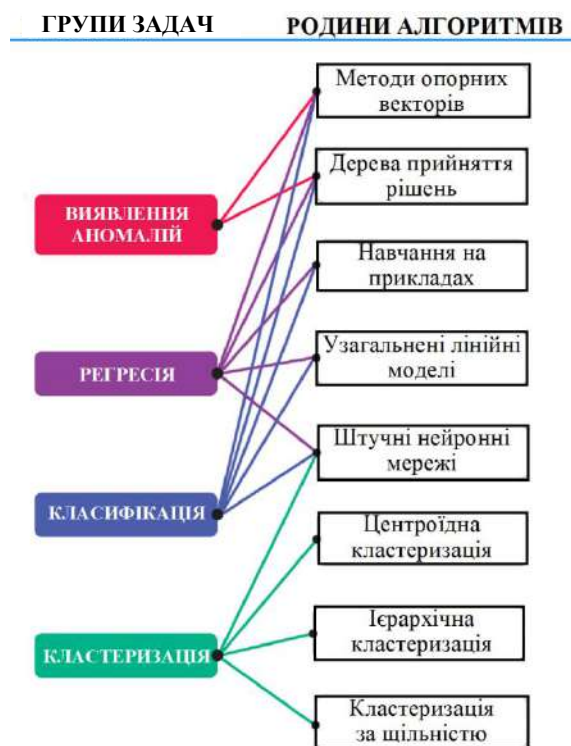 ГРУПИ ЗАДАЧ
РОДИНИ АЛГОРИТМІВ
ВИЯВЛЕННЯ
АНОМАЛІЙ
РЕГРЕСІЯ
КЛАСИФІКАЦІЯ
КЛАСТЕРИЗАЦІЯ
Методи опорних
векторів
Дерева прийняття
рішень
Навчання на
прикладах
Узагальнені лінійні
моделі
Штучні нейронні
мережі
Центроїдна
кластеризація
Ієрархічна
кластеризація
Кластеризація
за щільністю